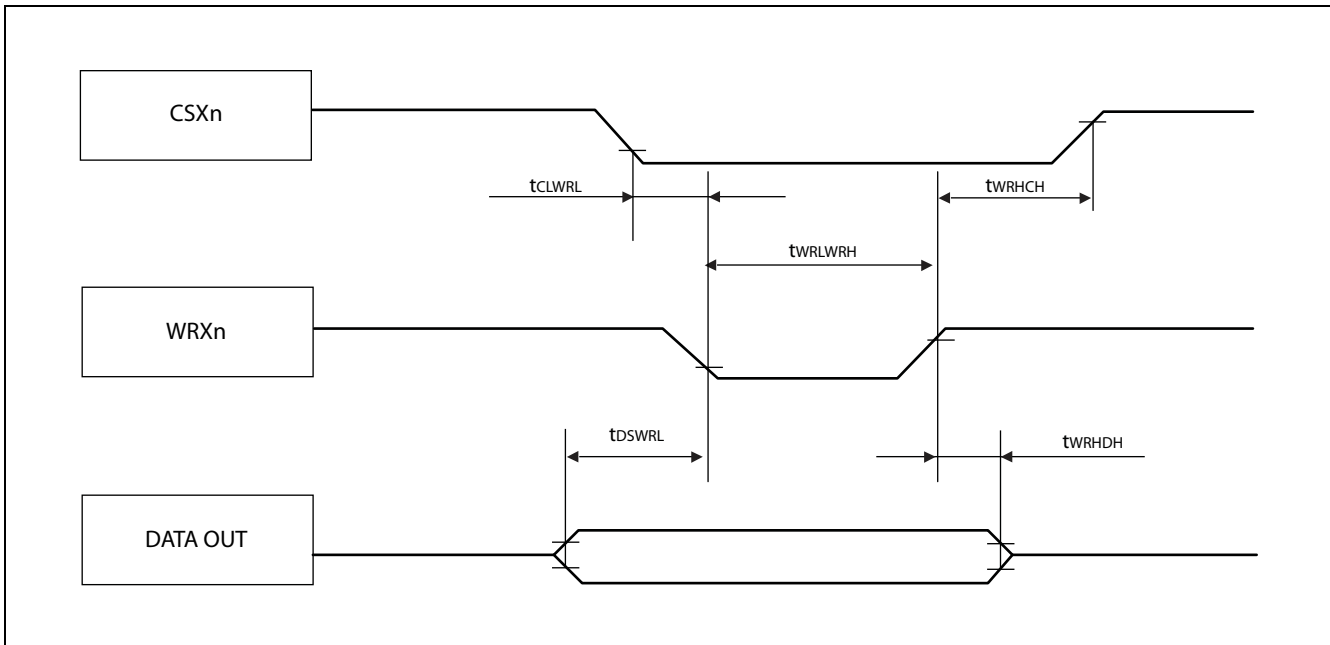 CSXn
tCLWRL
tWRHCH
tWRLWRH
WRXn
tDSWRL
tWRHDH
DATA OUT